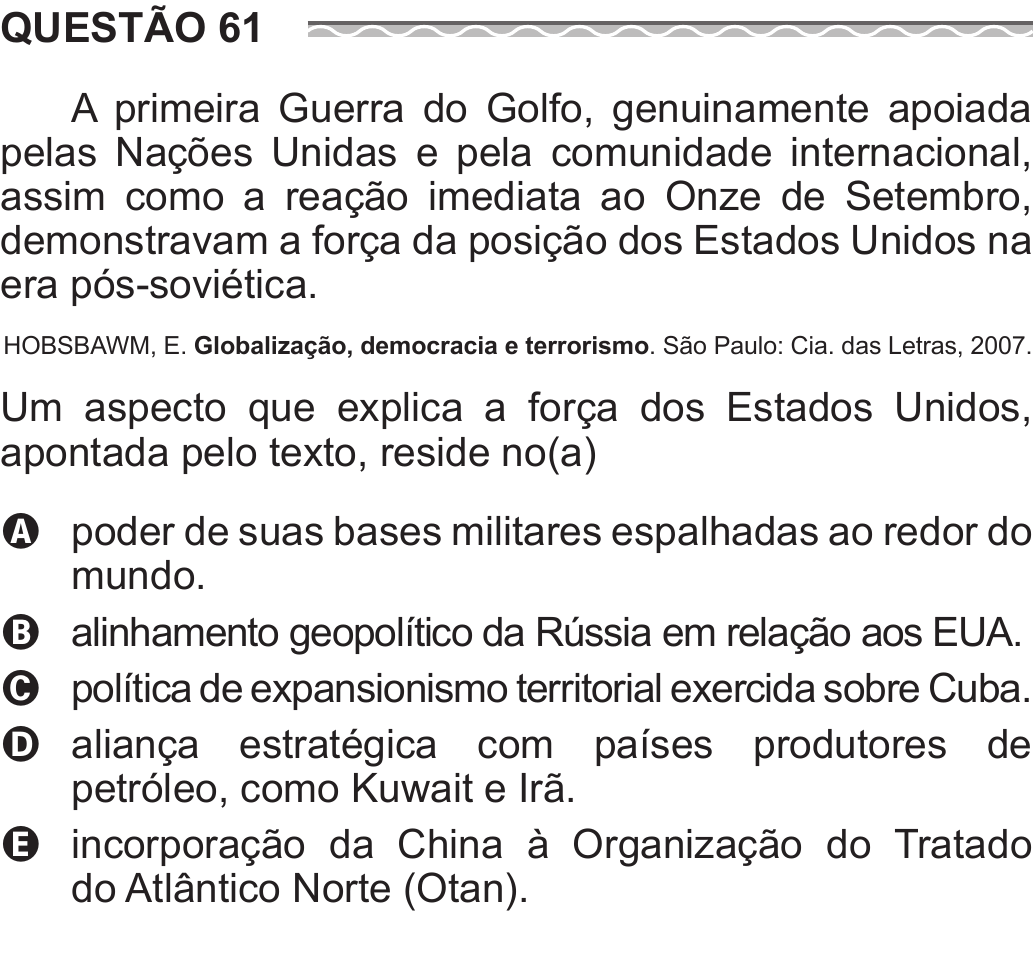 QUESTÃO 61
A primeira Guerra do Golfo, genuinamente apoiada
pelas Nações Unidas e pela comunidade internacional,
assim como a reação imediata ao Onze de Setembro,
demonstravam a força da posição dos Estados Unidos na
era pós-soviética.
HOBSBAWM, E. Globalização, democracia e terrorismo. São Paulo: Cia. das Letras, 2007.
Um aspecto que explica a força dos Estados Unidos,
apontada pelo texto, reside no(a)
A poder de suas bases militares espalhadas ao redor do
mundo.
B alinhamento geopolítico da Rússia em relação aos EUA.
C política de expansionismo territorial exercida sobre Cuba.
D aliança estratégica com países produtores de
petróleo, como Kuwait e Irã.
E incorporação da China à Organização do Tratado
do Atlântico Norte (Otan).